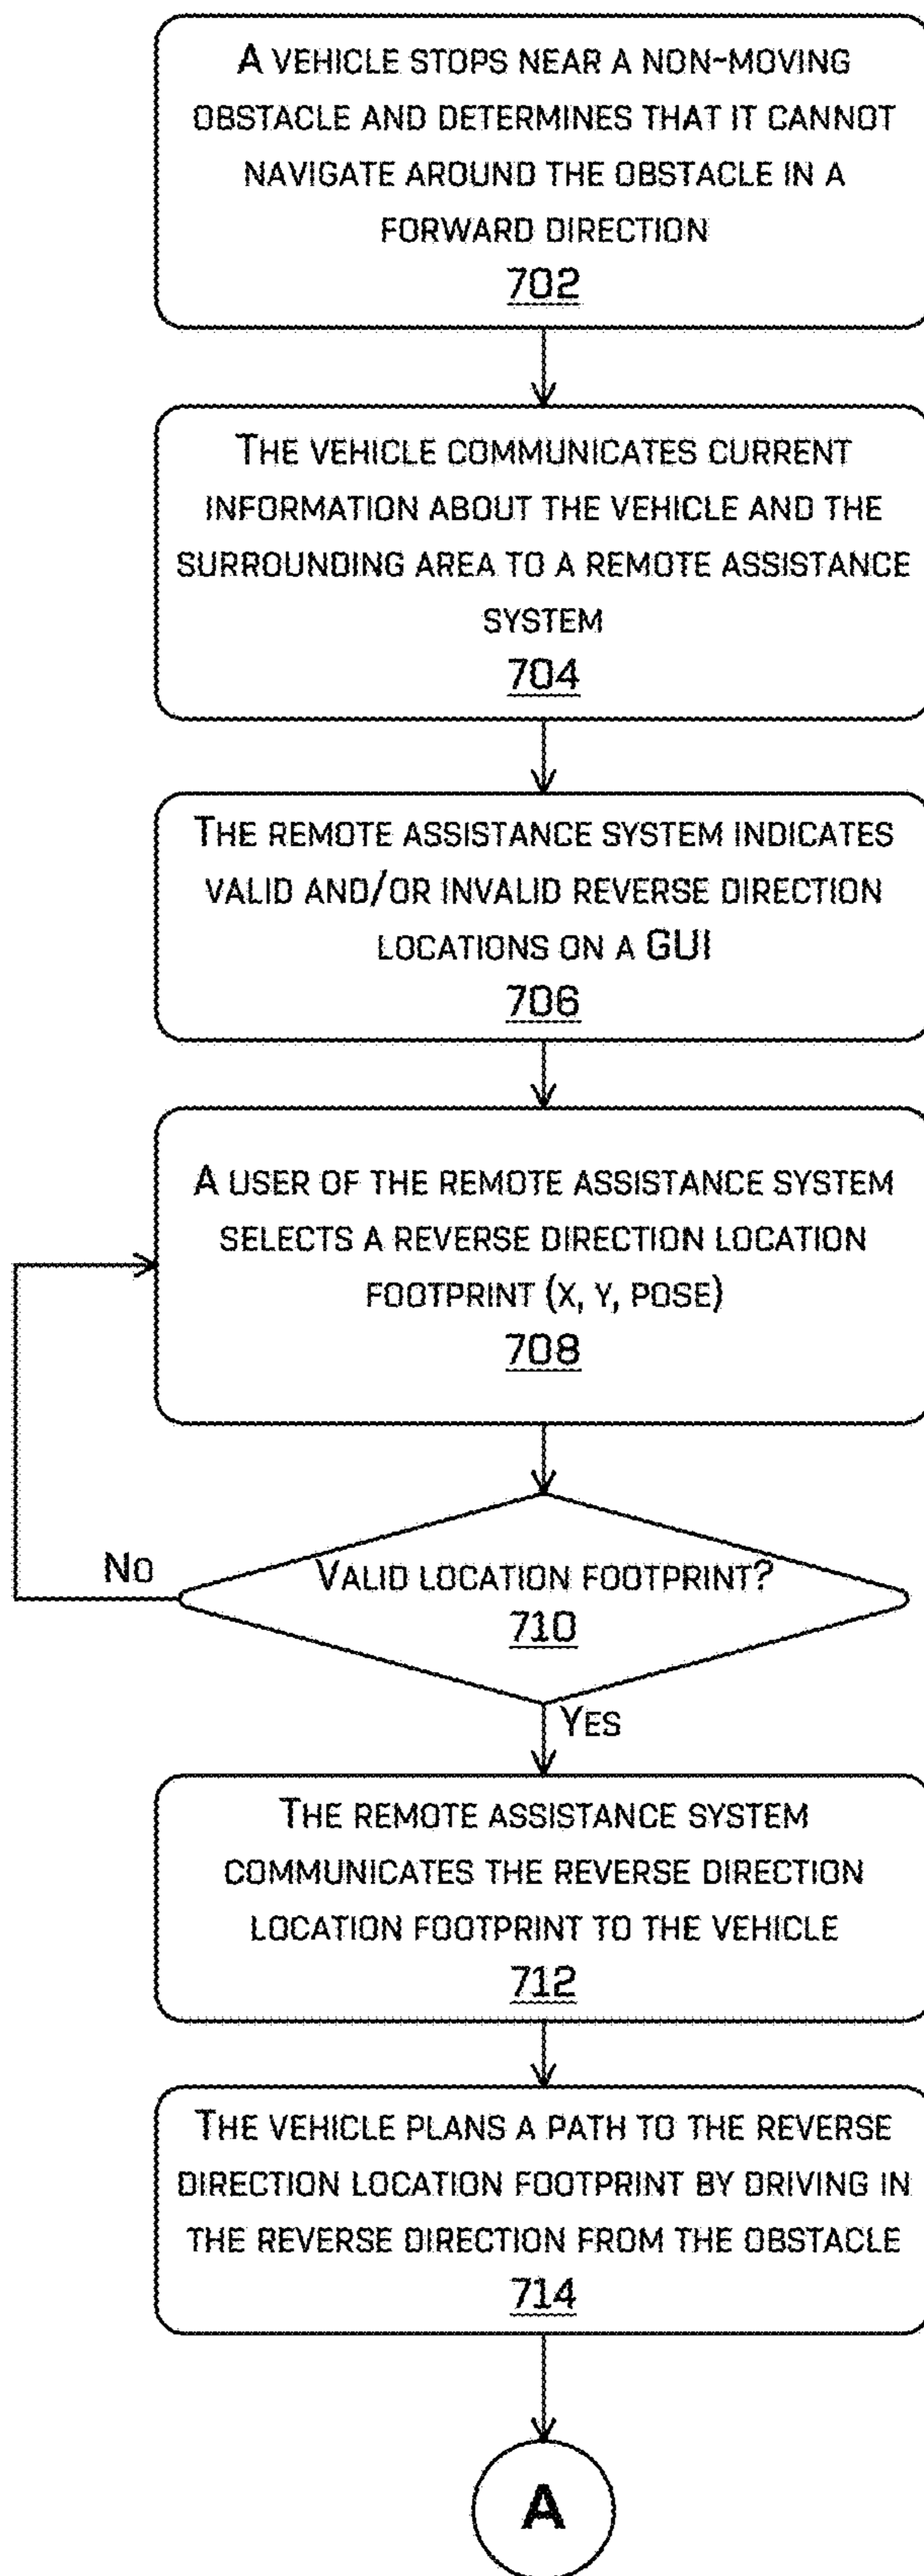 A VEHICLE STOPS NEAR A NON-MOVING
OBSTACLE AND DETERMINES THAT IT CANNOT
NAVIGATE AROUND THE OBSTACLE IN A
FORWARD DIRECTION
702
THE VEHICLE COMMUNICATES CURRENT
INFORMATION ABOUT THE VEHICLE AND THE
SURROUNDING AREA TO A REMOTE ASSISTANCE
SYSTEM
704
THE REMOTE ASSISTANCE SYSTEM INDICATES
VALID AND/OR INVALID REVERSE DIRECTION
LOCATIONS ON A GUI
706
A USER OF THE REMOTE ASSISTANCE SYSTEM
SELECTS A REVERSE DIRECTION LOCATION
FOOTPRINT (X, Y, POSE)
708
NO
VALID LOCATION FOOTPRINT?
710
YES
THE REMOTE ASSISTANCE SYSTEM
COMMUNICATES THE REVERSE DIRECTION
LOCATION FOOTPRINT TO THE VEHICLE
712
THE VEHICLE PLANS A PATH TO THE REVERSE
DIRECTION LOCATION FOOTPRINT BY DRIVING IN
THE REVERSE DIRECTION FROM THE OBSTACLE
714
A